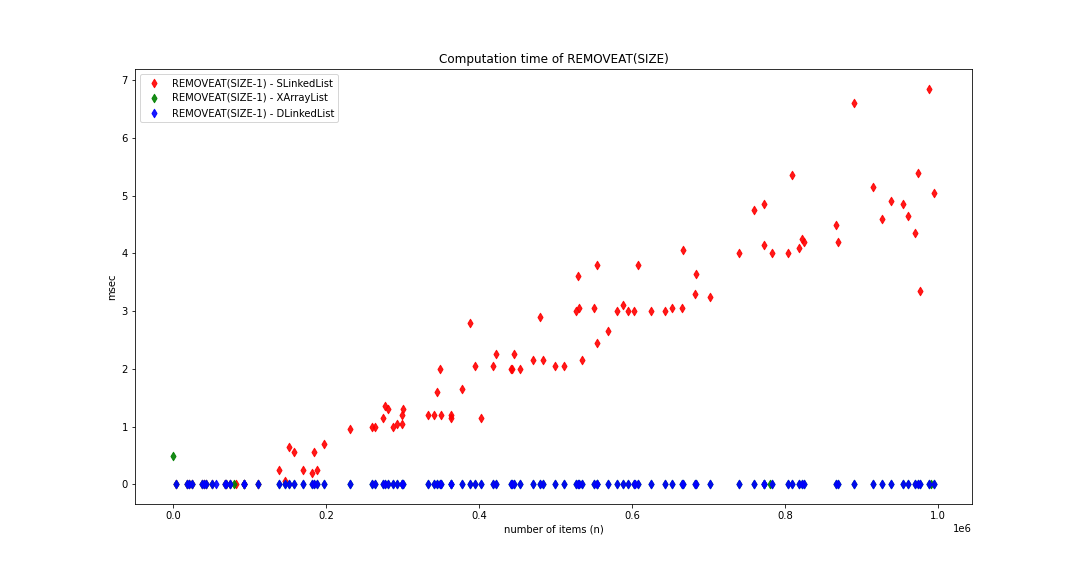 Computation time of REMOVEAT(SIZE)
REMOVEAT(SIZE-1) - SLinkedList
REMOVEAT(SIZE-1) - XArrayList
REMOVEAT(SIZE-1) - DLinkedList
7
6
5
4
3
2
1
0
msec
0.0 0.2 0.4 0.6 0.8 1.0
1e6
number of items (n)